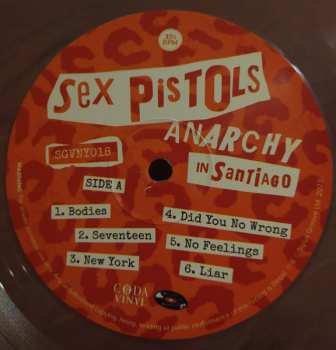 33⅓
RPM
SEX PISTOLS
ANARCHY
IN SANTIAGO
SGVNY018
SIDE A
1. Bodies
2. Seventeen
3. New York
4. Did You No Wrong
5. No Feelings
6. Liar
CODA
VINYL